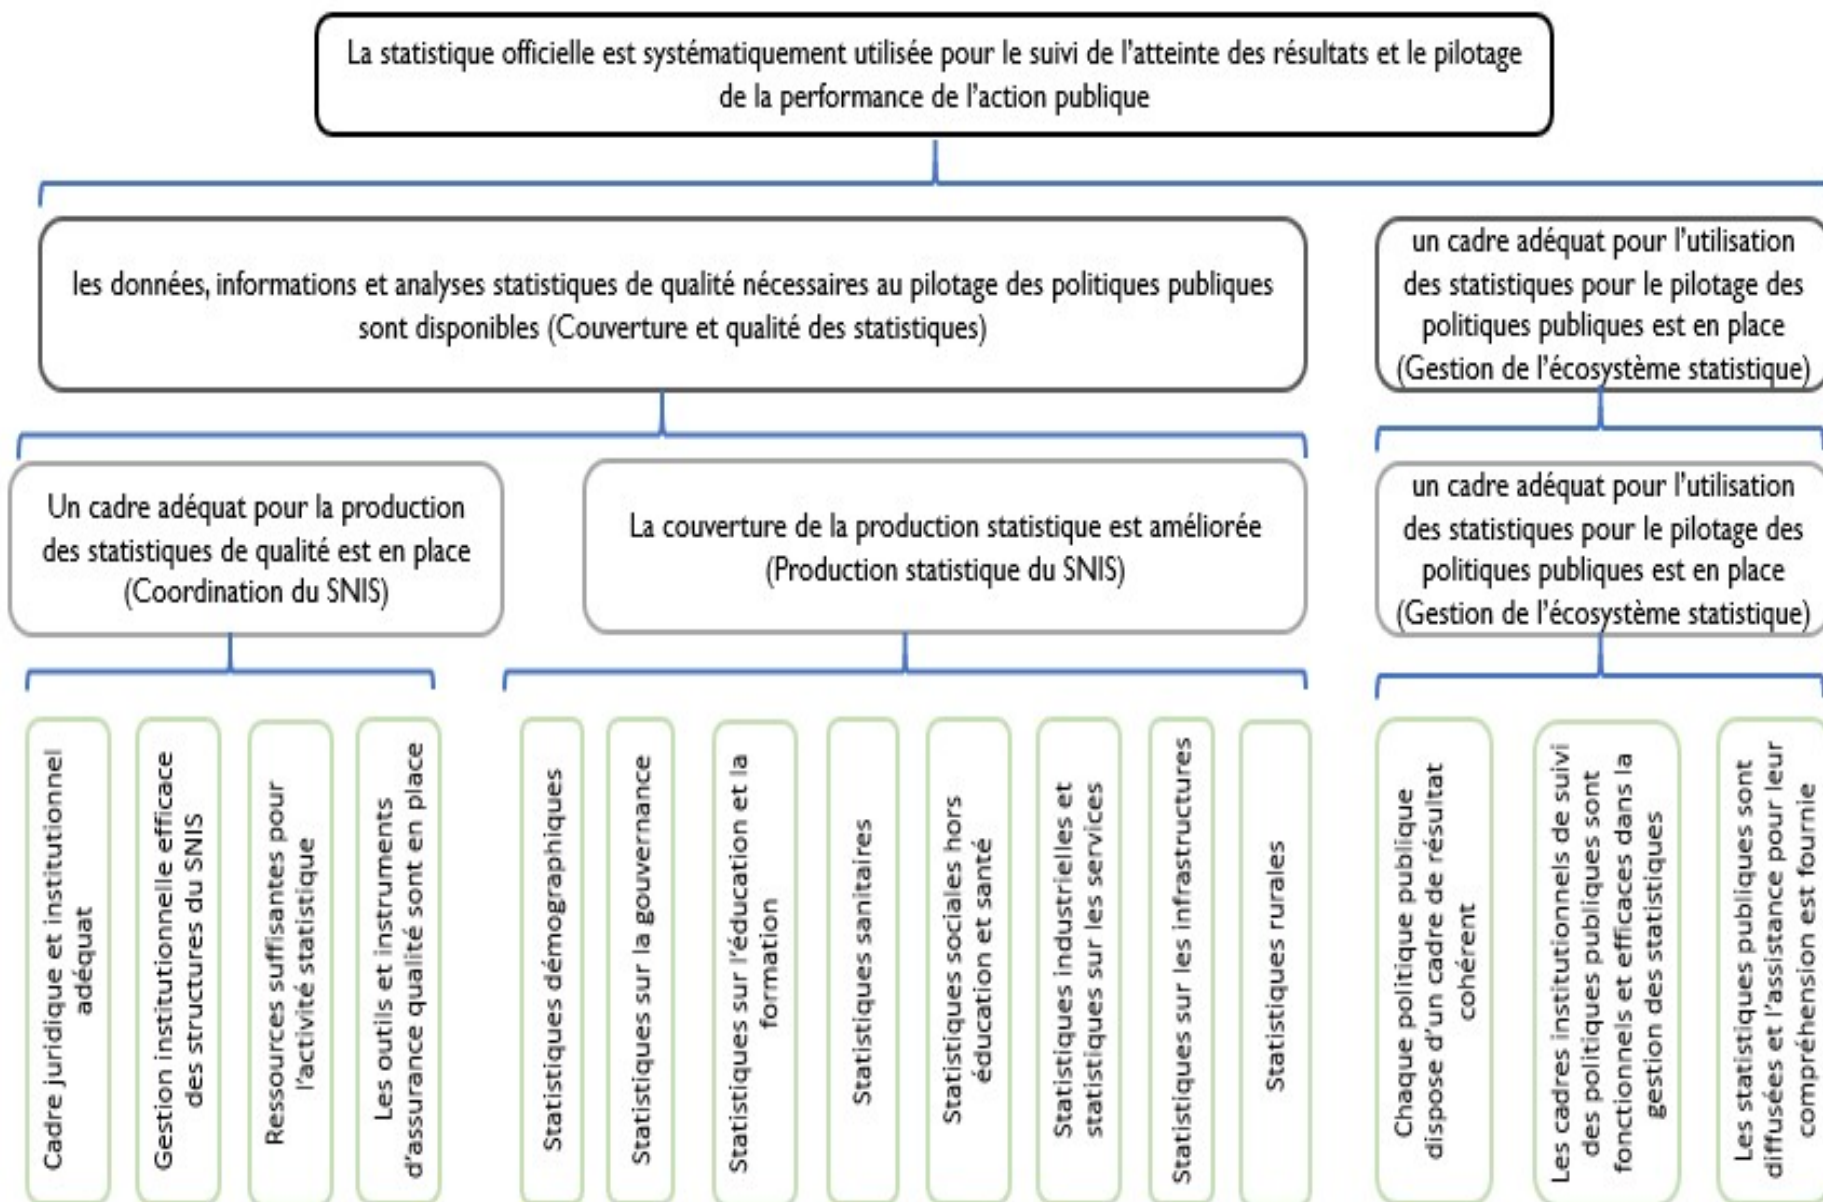 La statistique officielle est systématiquement utilisée pour le suivi de l'atteinte des résultats et le pilotage
de la performance de l'action publique
les données, informations et analyses statistiques de qualité nécessaires au pilotage des politiques publiques
sont disponibles (Couverture et qualité des statistiques)
un cadre adéquat pour l'utilisation
des statistiques pour le pilotage des
politiques publiques est en place
(Gestion de l'écosystème statistique)
Un cadre adéquat pour la production
des statistiques de qualité est en place
(Coordination du SNIS)
La couverture de la production statistique est améliorée
(Production statistique du SNIS)
un cadre adéquat pour l'utilisation
des statistiques pour le pilotage des
politiques publiques est en place
(Gestion de l'écosystème statistique)
Cadre juridique et institutionnel
adéquat
Gestion institutionnelle efficace
des structures du SNIS
Ressources suffisantes pour
l'activité statistique
Les outils et instruments
d'assurance qualité sont en place
Statistiques démographiques
Statistiques sur la gouvernance
Statistiques sur l'éducation et la
formation
Statistiques sanitaires
Statistiques sociales hors
éducation et santé
Statistiques industrielles et
statistiques sur les services
Statistiques sur les infrastructures
Statistiques rurales
Chaque politique publique
dispose d'un cadre de résultat
cohérent
Les cadres institutionnels de suivi
des politiques publiques sont
fonctionnels et efficaces dans la
gestion des statistiques
Les statistiques publiques sont
diffusées et l'assistance pour leur
compréhension est fournie